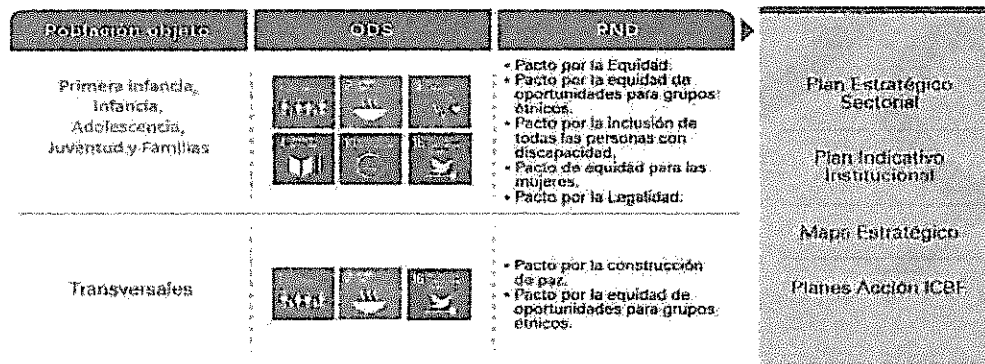 Población objeto
ODS
PND
Primera infancia,
Infancia,
Adolescencia,
Juventud y Familias
• Pacto por la Equidad.
• Pacto por la equidad de
oportunidades para grupos
étnicos.
• Pacto por la inclusión de
todas las personas con
discapacidad.
• Pacto de equidad para las
mujeres.
• Pacto por la Legalidad.
Transversales
• Pacto por la construcción
de paz.
• Pacto por la equidad de
oportunidades para grupos
étnicos.
Plan Estratégico
Sectorial
Plan Indicativo
Institucional
Mapa Estratégico
Planes Acción ICBF